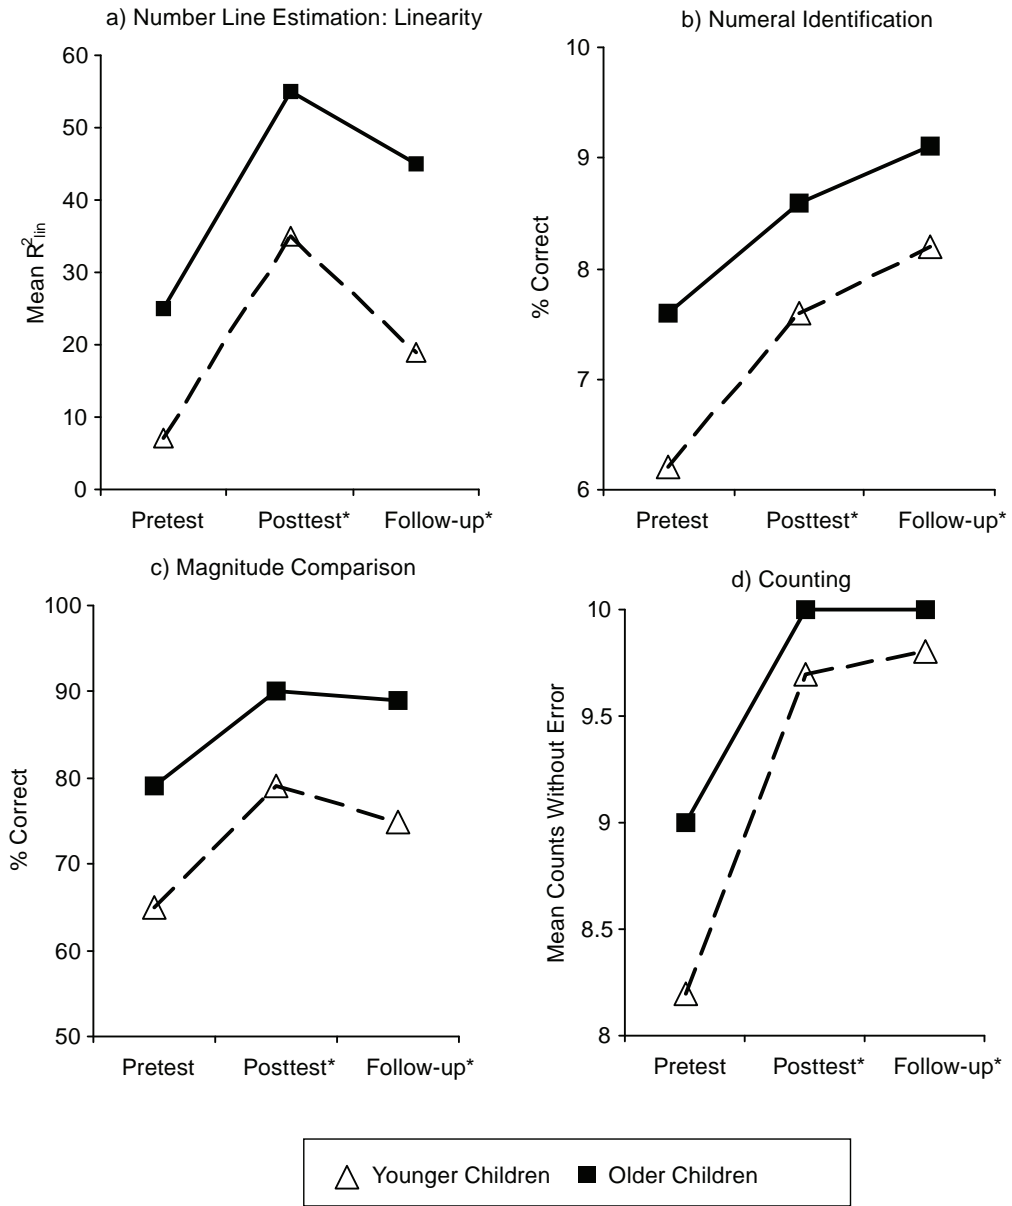 a) Number Line Estimation: Linearity
60
50
40
30
20
10
0
Mean R²lin
Pretest Posttest* Follow-up*
b) Numeral Identification
10
9
8
7
6
% Correct
Pretest Posttest* Follow-up*
c) Magnitude Comparison
100
90
80
70
60
50
% Correct
Pretest Posttest* Follow-up*
d) Counting
10
9.5
9
8.5
8
Mean Counts Without Error
Pretest Posttest* Follow-up*
Younger Children Older Children